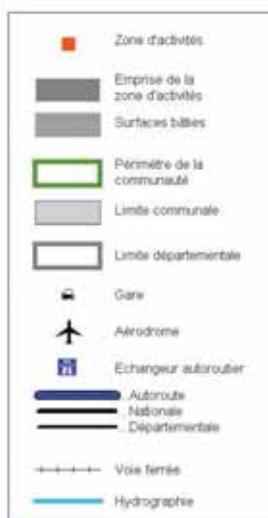 Zone d'activités
Emprise de la
zone d'activités
Surfaces bâties
Périmètre de la
communauté
Limite communale
Limite départementale
Gare
Aérodrome
Echangeur autoroutier
Autoroute
Nationale
Départementale
Voie ferrée
Hydrographie